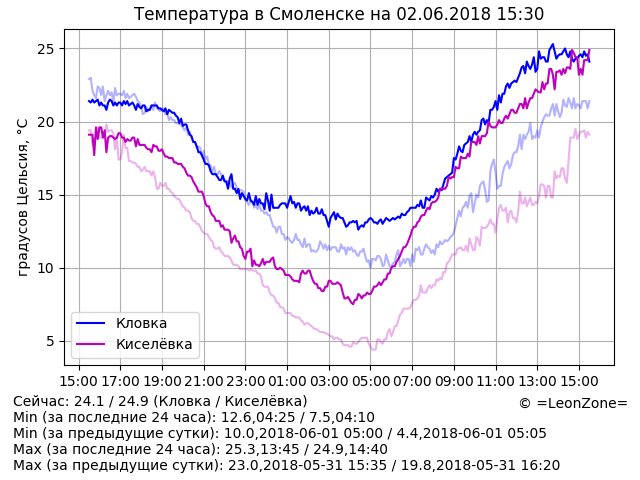 Температура в Смоленске на 02.06.2018 15:30
градусов Цельсия, °C
25
20
15
10
5
Кловка
Киселёвка
15:00 17:00 19:00 21:00 23:00 01:00 03:00 05:00 07:00 09:00 11:00 13:00 15:00
Сейчас: 24.1 / 24.9 (Кловка / Киселёвка)
© =LeonZone=
Min (за последние 24 часа): 12.6,04:25 / 7.5,04:10
Min (за предыдущие сутки): 10.0,2018-06-01 05:00 / 4.4,2018-06-01 05:05
Max (за последние 24 часа): 25.3,13:45 / 24.9,14:40
Max (за предыдущие сутки): 23.0,2018-05-31 15:35 / 19.8,2018-05-31 16:20